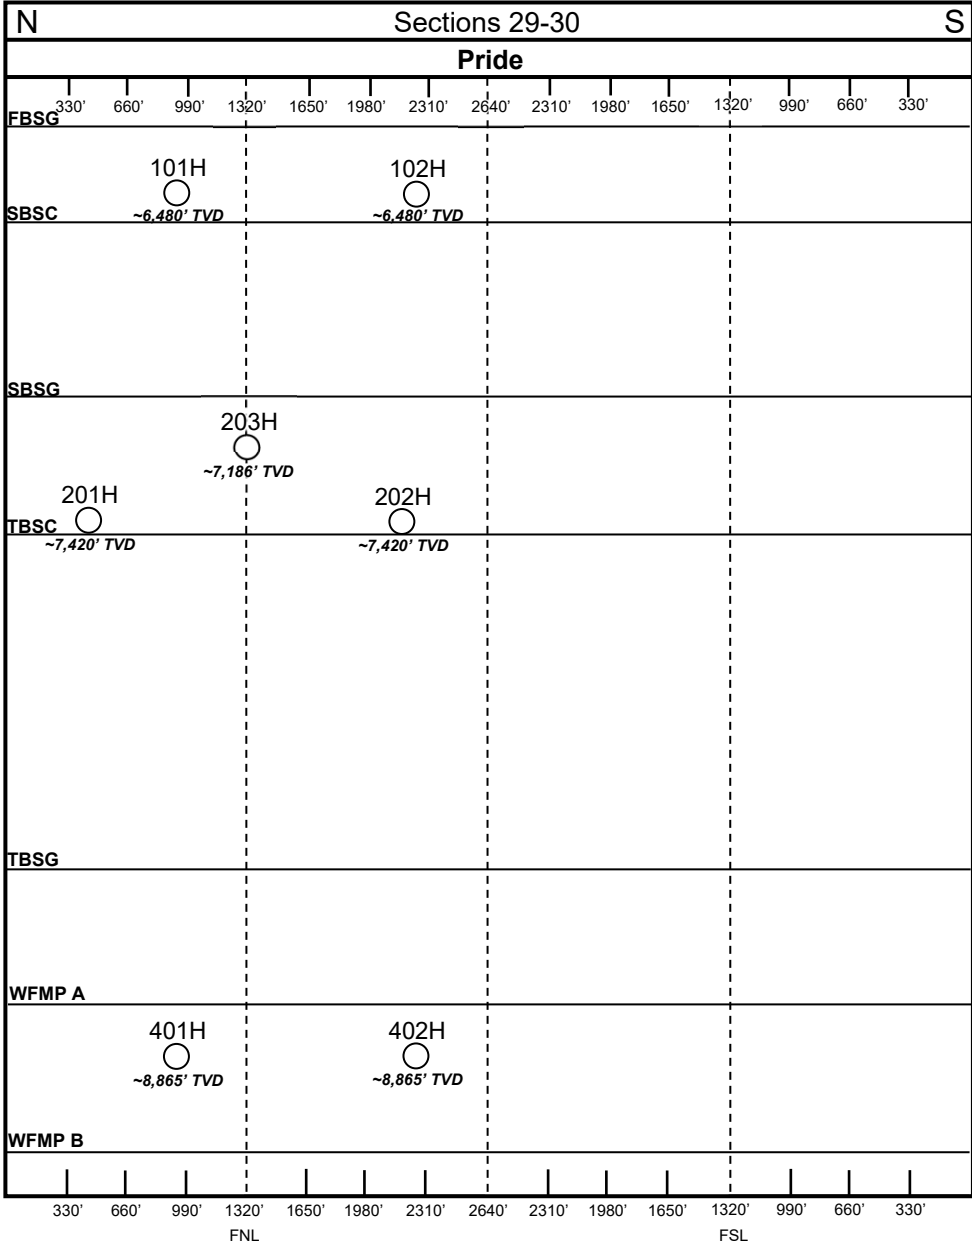 N Sections 29-30 S
Pride
330' 660' 990' 1320' 1650' 1980' 2310' 2640' 2310' 1980' 1650' 1320' 990' 660' 330'
FBSG
101H 102H
SBSC ~6,480' TVD ~6,480' TVD
SBSG
203H
~7,186' TVD
201H 202H
TBSC
~7,420' TVD ~7,420' TVD
TBSG
WFMP A
401H 402H
~8,865' TVD ~8,865' TVD
WFMP B
330' 660' 990' 1320' 1650' 1980' 2310' 2640' 2310' 1980' 1650' 1320' 990' 660' 330'
FNL FSL